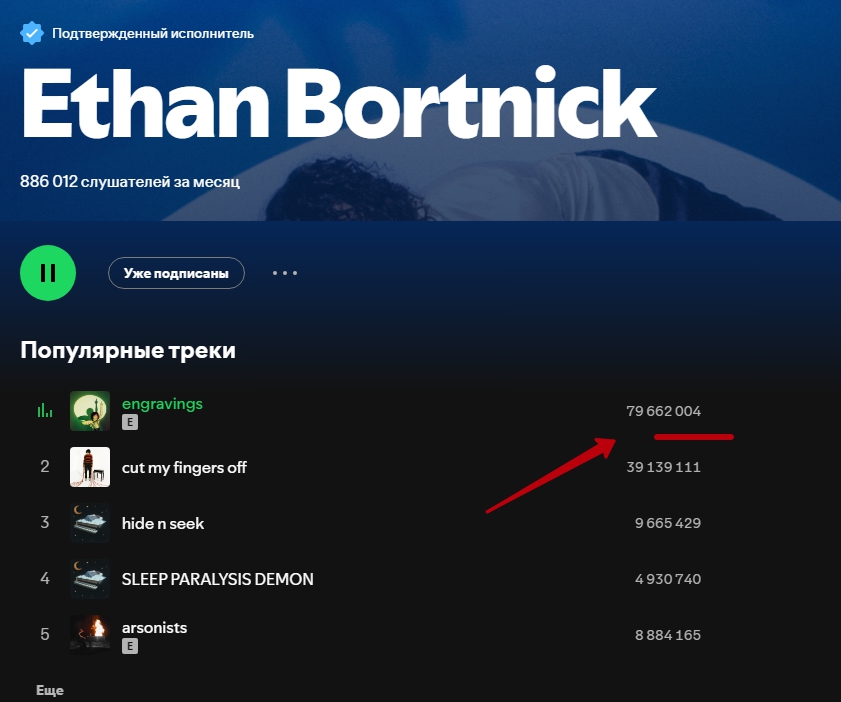 Подтвержденный исполнитель
Ethan Bortnick
886 012 слушателей за месяц
Уже подписаны
Популярные треки
engravings
E
79 662 004
2
cut my fingers off
39 139 111
3
hide n seek
9 665 429
4
SLEEP PARALYSIS DEMON
4 930 740
5
arsonists
E
8 884 165
Еще